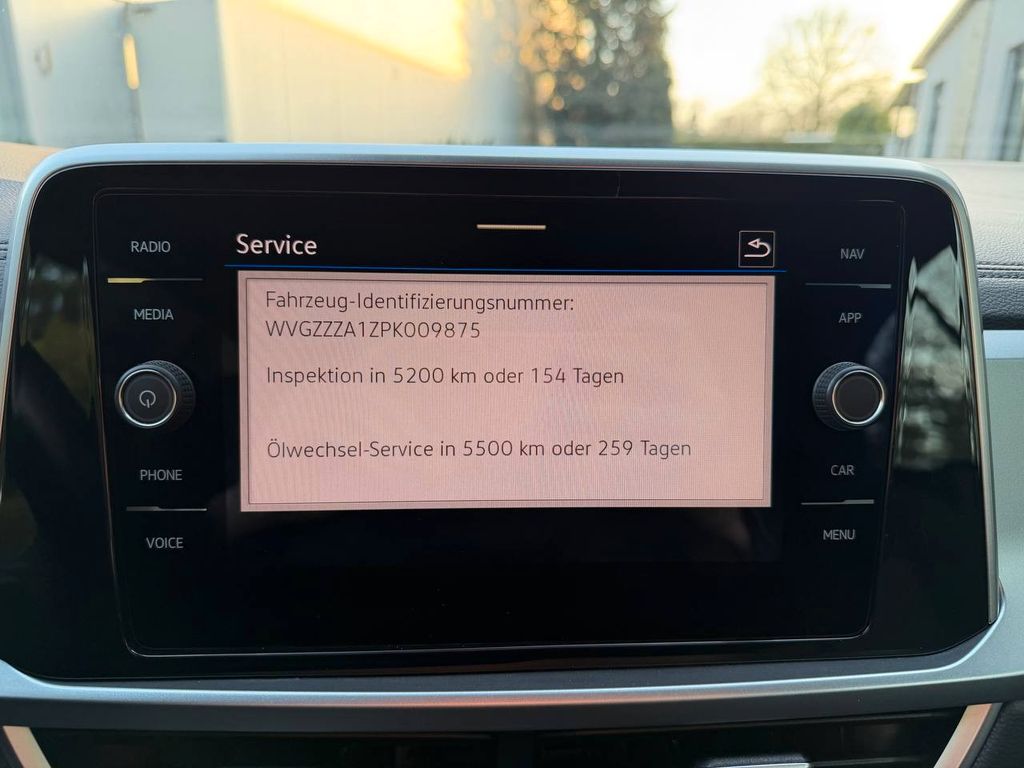 RADIO
MEDIA
PHONE
VOICE
Service
Fahrzeug-Identifizierungsnummer:
WVGZZZA1ZPK009875
Inspektion in 5200 km oder 154 Tagen
Ölwechsel-Service in 5500 km oder 259 Tagen
NAV
APP
CAR
MENU